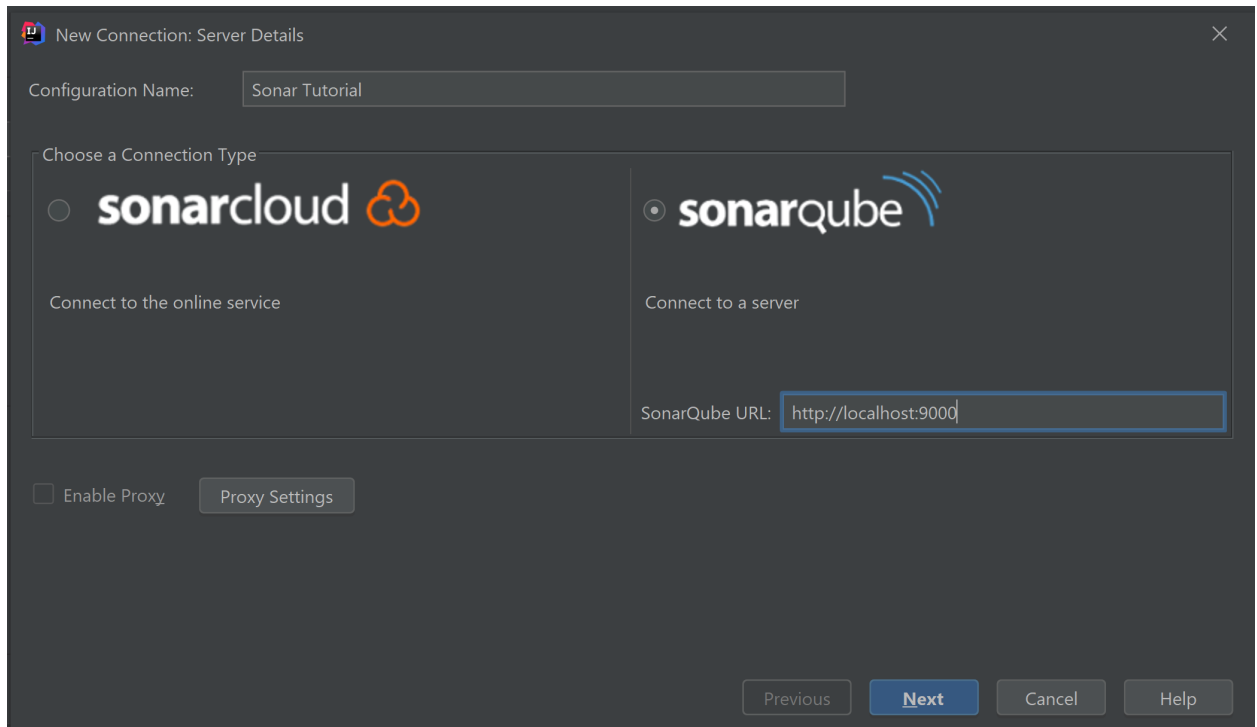 New Connection: Server Details
Configuration Name: Sonar Tutorial
Choose a Connection Type
sonarcloud
sonarqube
Connect to the online service
Connect to a server
SonarQube URL: http://localhost:9000
Enable Proxy Proxy Settings
Previous Next Cancel Help